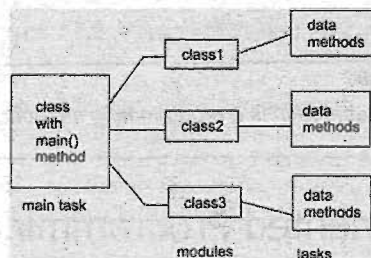 data
methods
class1
class
with
main()
method
class2
data
methods
class3
data
methods
main task
modules
tasks